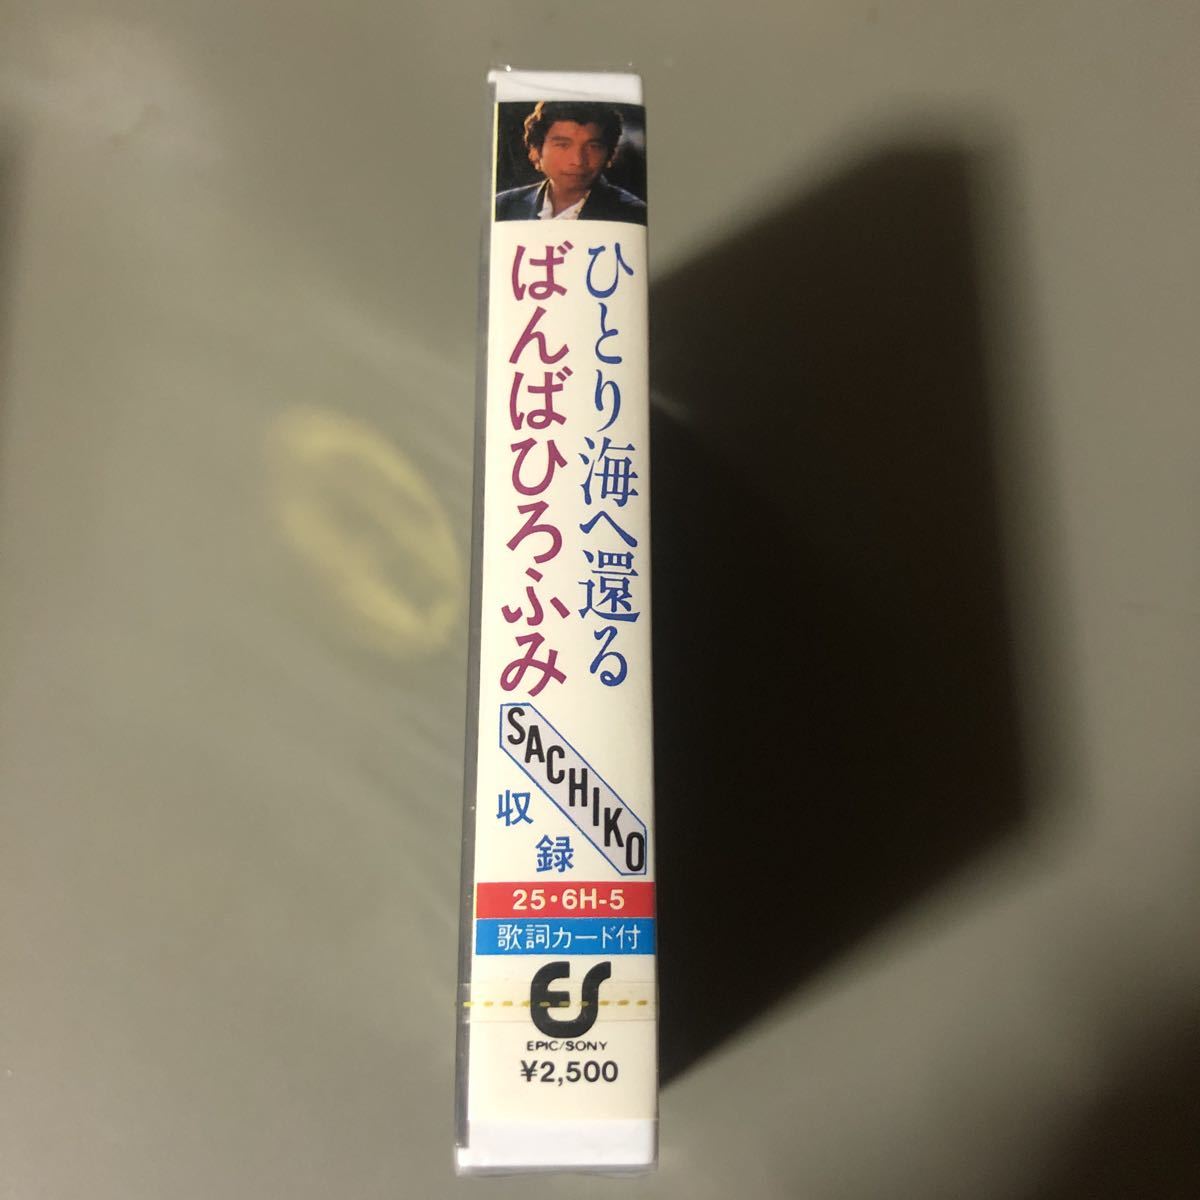 ひとり海へ還る
ばんばひろふみ
SACHIKO
収録
25・6H-5
歌詞カード付
ES
EPIC/SONY
¥2,500